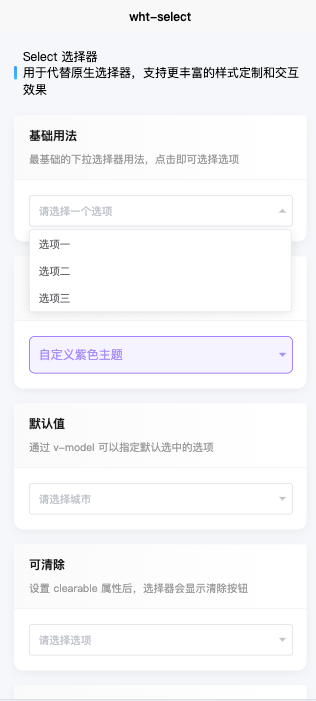 wht-select
Select 选择器
用于代替原生选择器，支持更丰富的样式定制和交互
效果
基础用法
最基础的下拉选择器用法，点击即可选择选项
请选择一个选项
选项一
选项二
选项三
自定义紫色主题
默认值
通过 v-model 可以指定默认选中的选项
请选择城市
可清除
设置 clearable 属性后，选择器会显示清除按钮
请选择选项